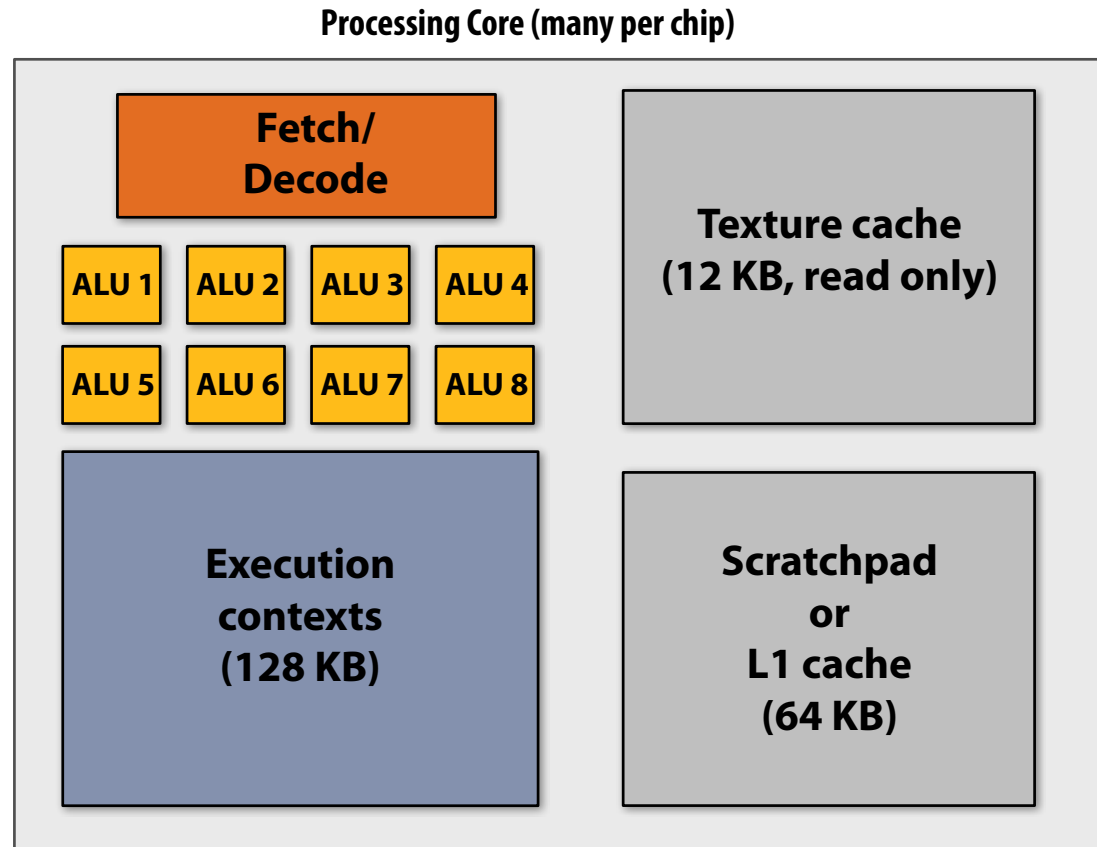 Processing Core (many per chip)
Fetch/
Decode
ALU 1
ALU 2
ALU 3
ALU 4
ALU 5
ALU 6
ALU 7
ALU 8
Execution
contexts
(128 KB)
Texture cache
(12 KB, read only)
Scratchpad
or
L1 cache
(64 KB)